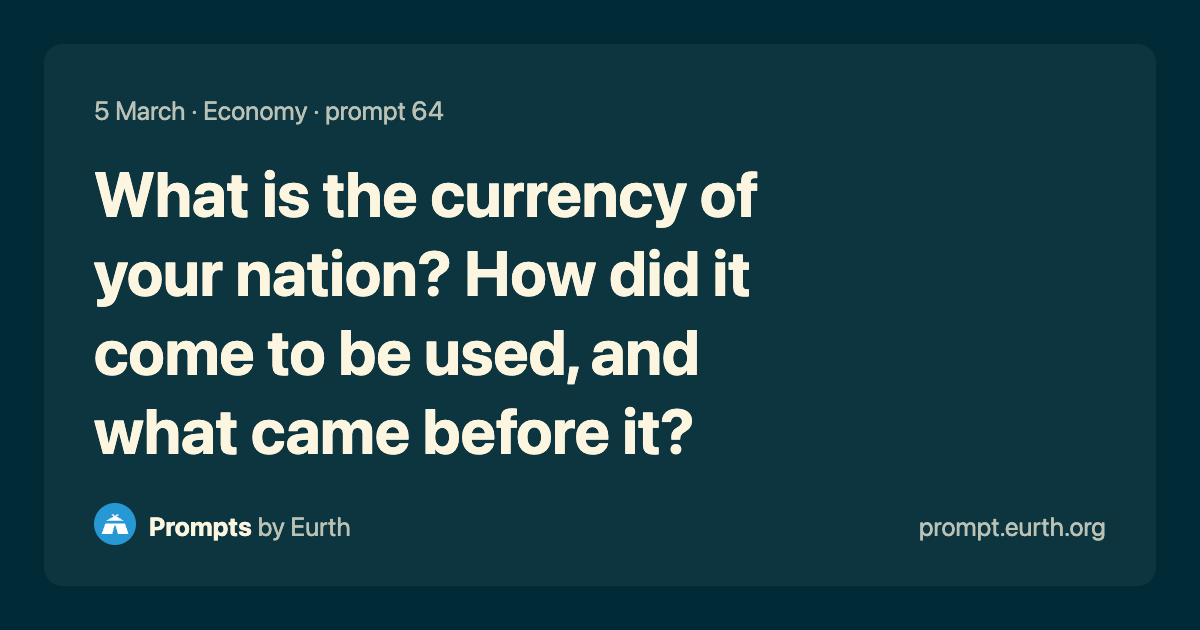 5 March · Economy · prompt 64
What is the currency of
your nation? How did it
come to be used, and
what came before it?
Prompts by Eurth
prompt.eurth.org